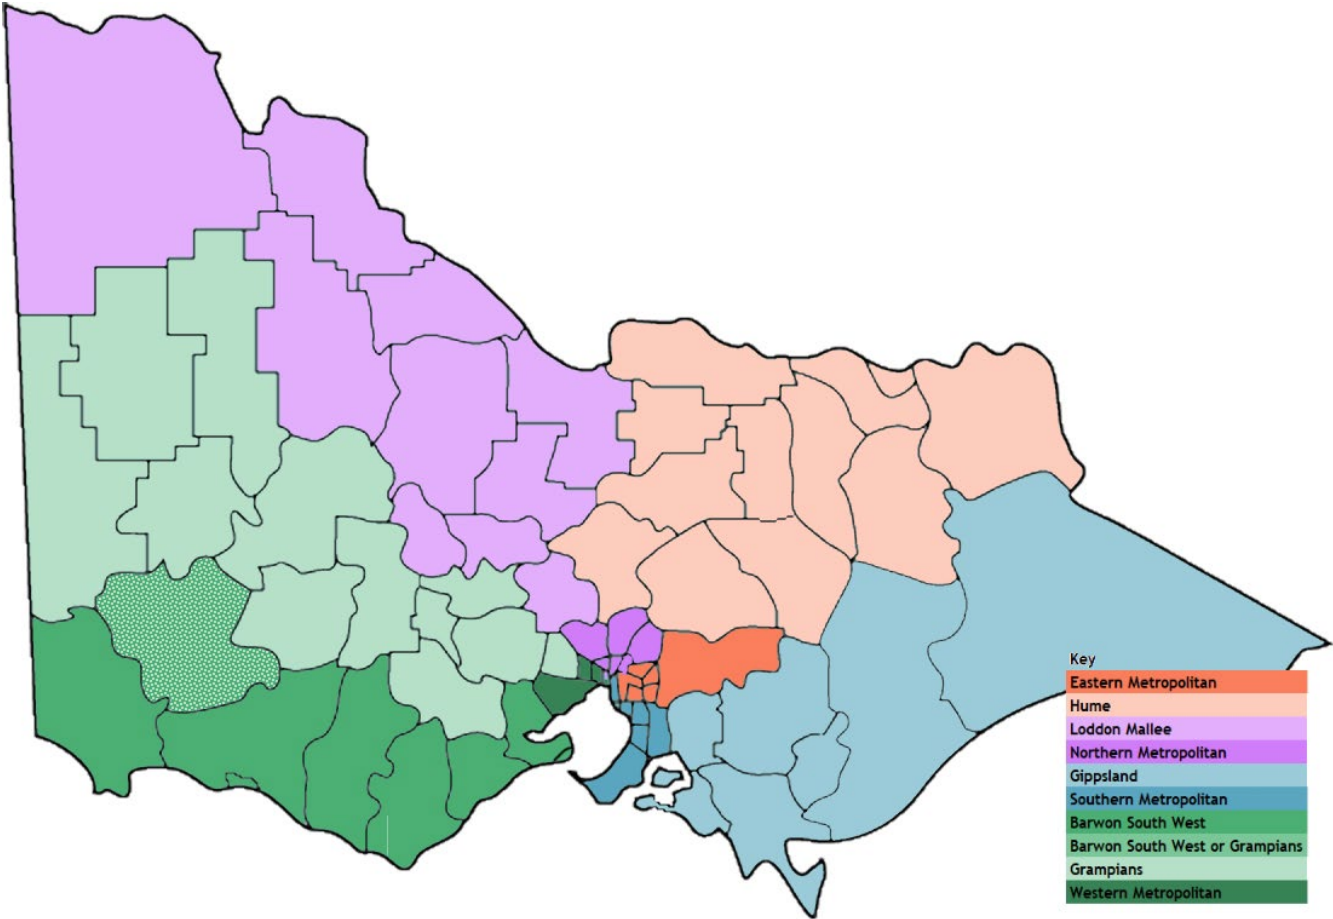 Key
Eastern Metropolitan
Hume
Loddon Mallee
Northern Metropolitan
Gippsland
Southern Metropolitan
Barwon South West
Barwon South West or Grampians
Grampians
Western Metropolitan